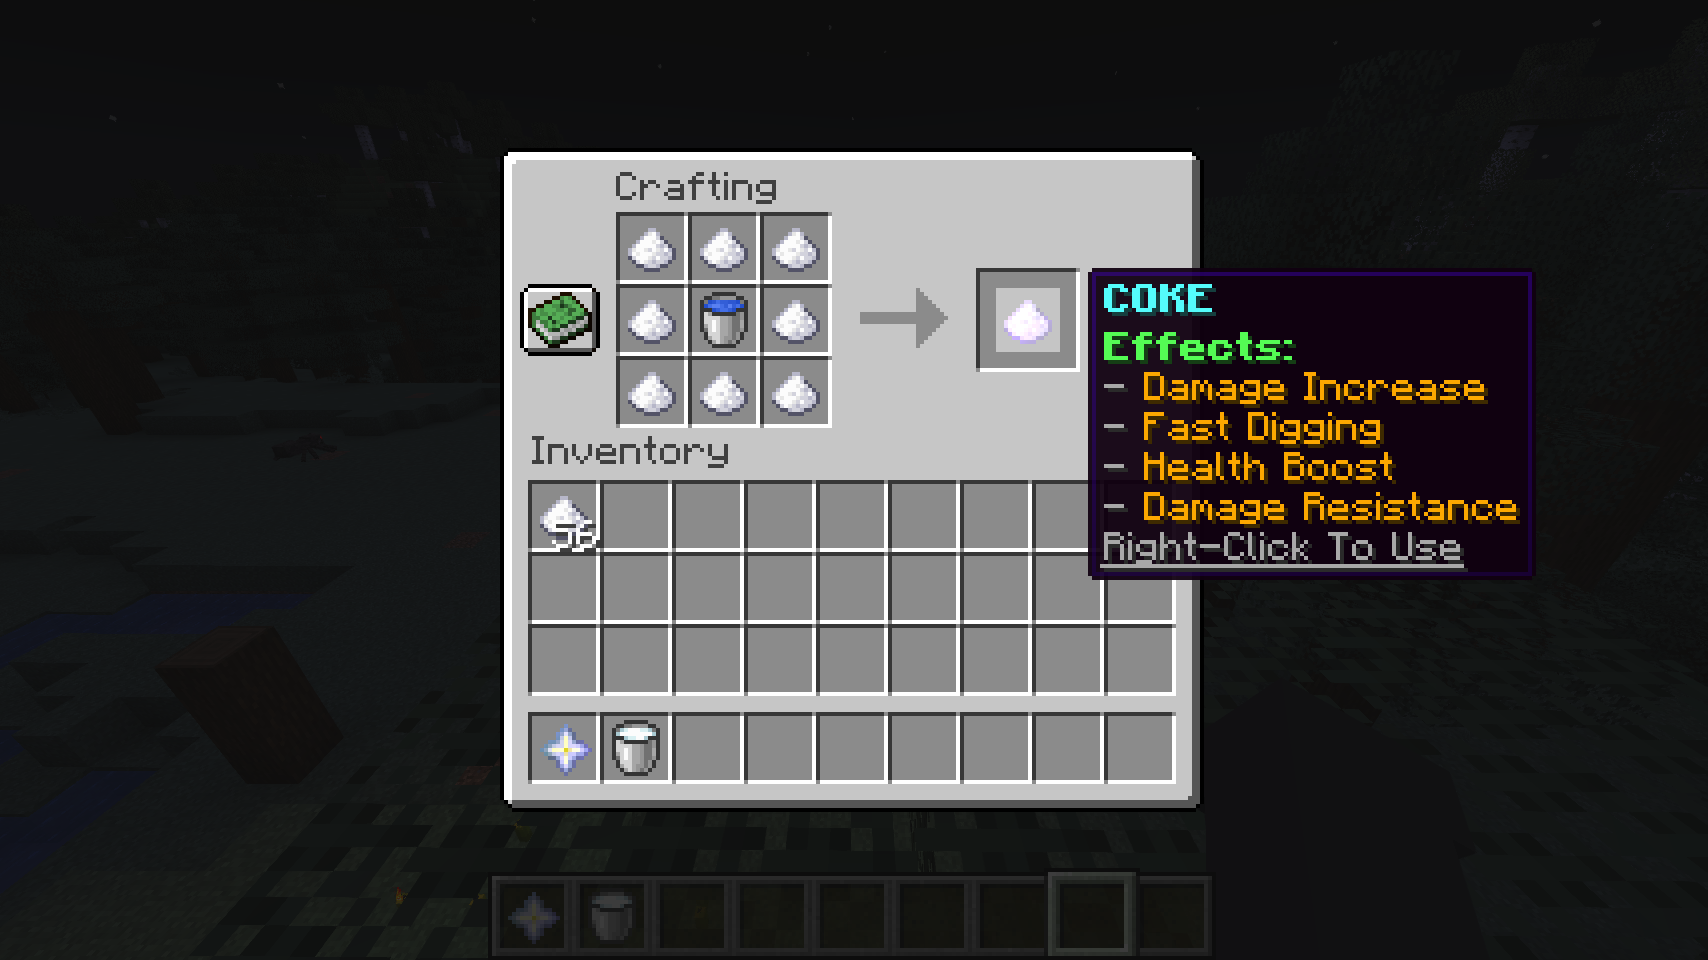 Crafting
COKE
Effects:
- Damage Increase
- Fast Digging
- Health Boost
- Damage Resistance
Right-Click To Use
Inventory
56